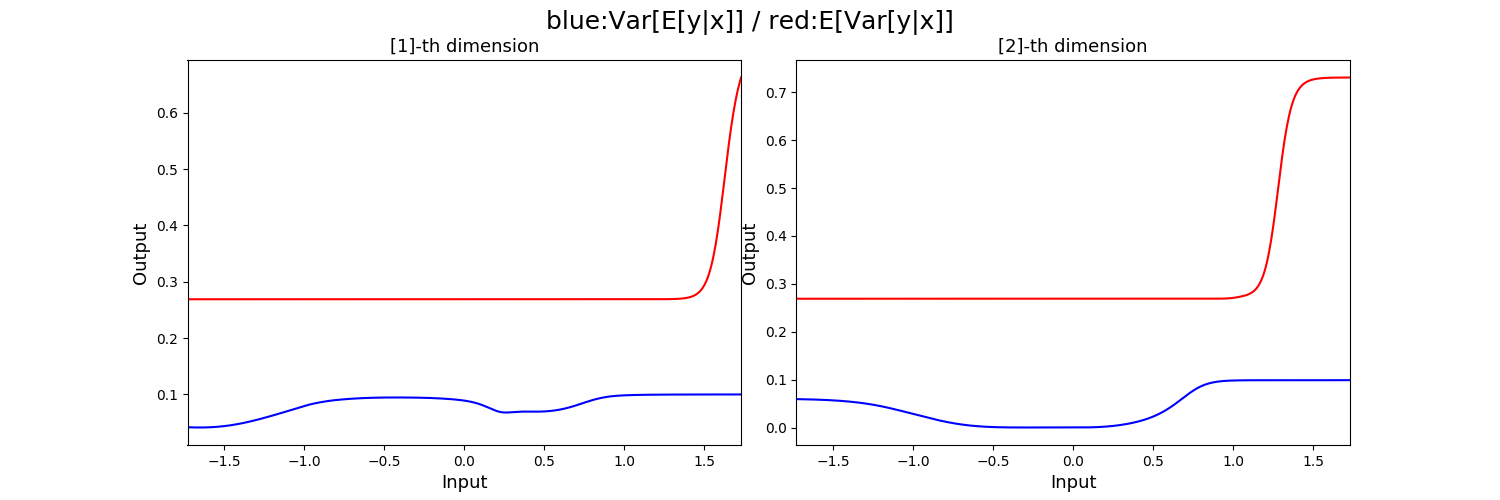 blue:Var[E[y|x]] / red:E[Var[y|x]]
[1]-th dimension
Output
0.6
0.5
0.4
0.3
0.2
0.1
−1.5 −1.0 −0.5 0.0 0.5 1.0 1.5
Input
[2]-th dimension
Output
0.7
0.6
0.5
0.4
0.3
0.2
0.1
0.0
−1.5 −1.0 −0.5 0.0 0.5 1.0 1.5
Input